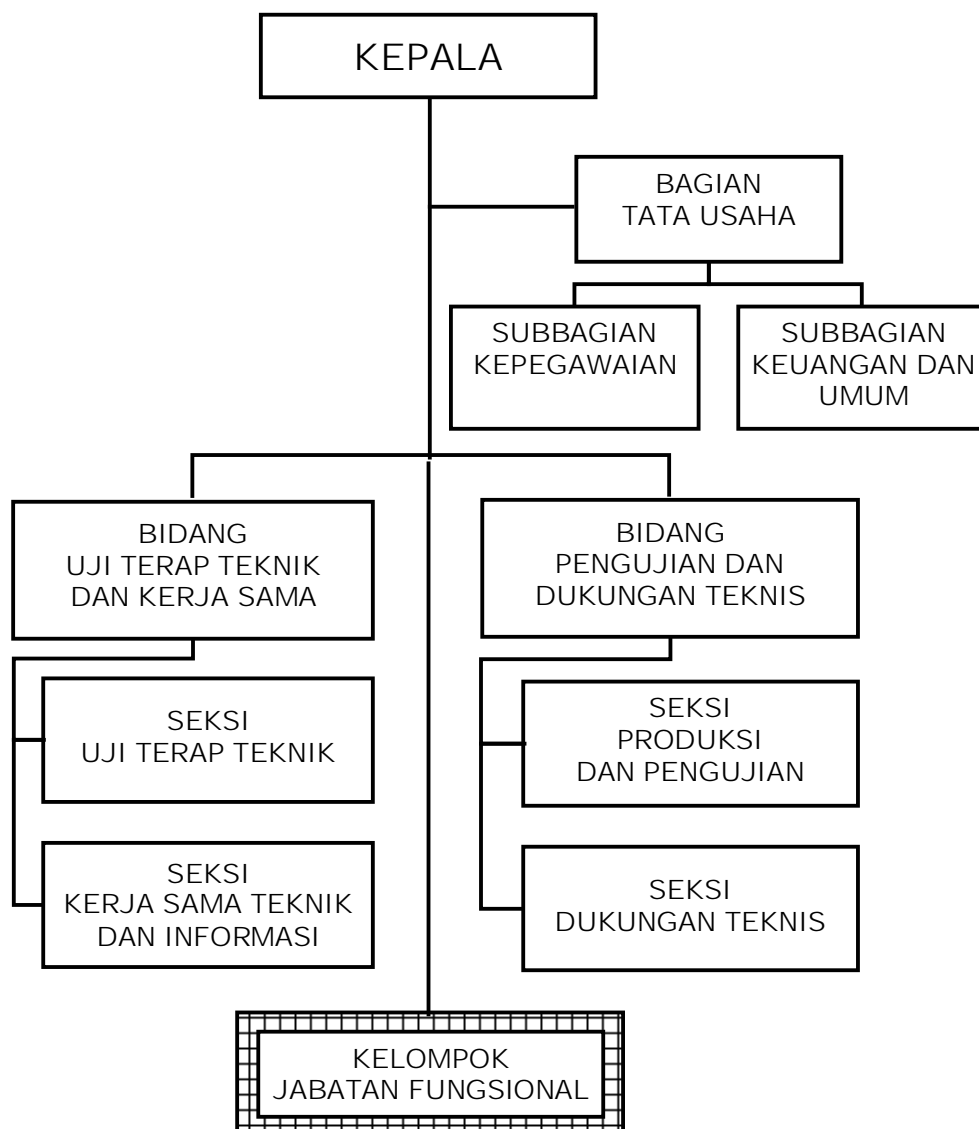 KEPALA
BAGIAN
TATA USAHA
SUBBAGIAN
KEPEGAWAIAN
SUBBAGIAN
KEUANGAN DAN
UMUM
BIDANG
UJI TERAP TEKNIK
DAN KERJA SAMA
BIDANG
PENGUJIAN DAN
DUKUNGAN TEKNIS
SEKSI
UJI TERAP TEKNIK
SEKSI
PRODUKSI
DAN PENGUJIAN
SEKSI
KERJA SAMA TEKNIK
DAN INFORMASI
SEKSI
DUKUNGAN TEKNIS
KELOMPOK
JABATAN FUNGSIONAL